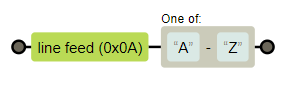 One of:
line feed (0x0A)
“A” - “Z”